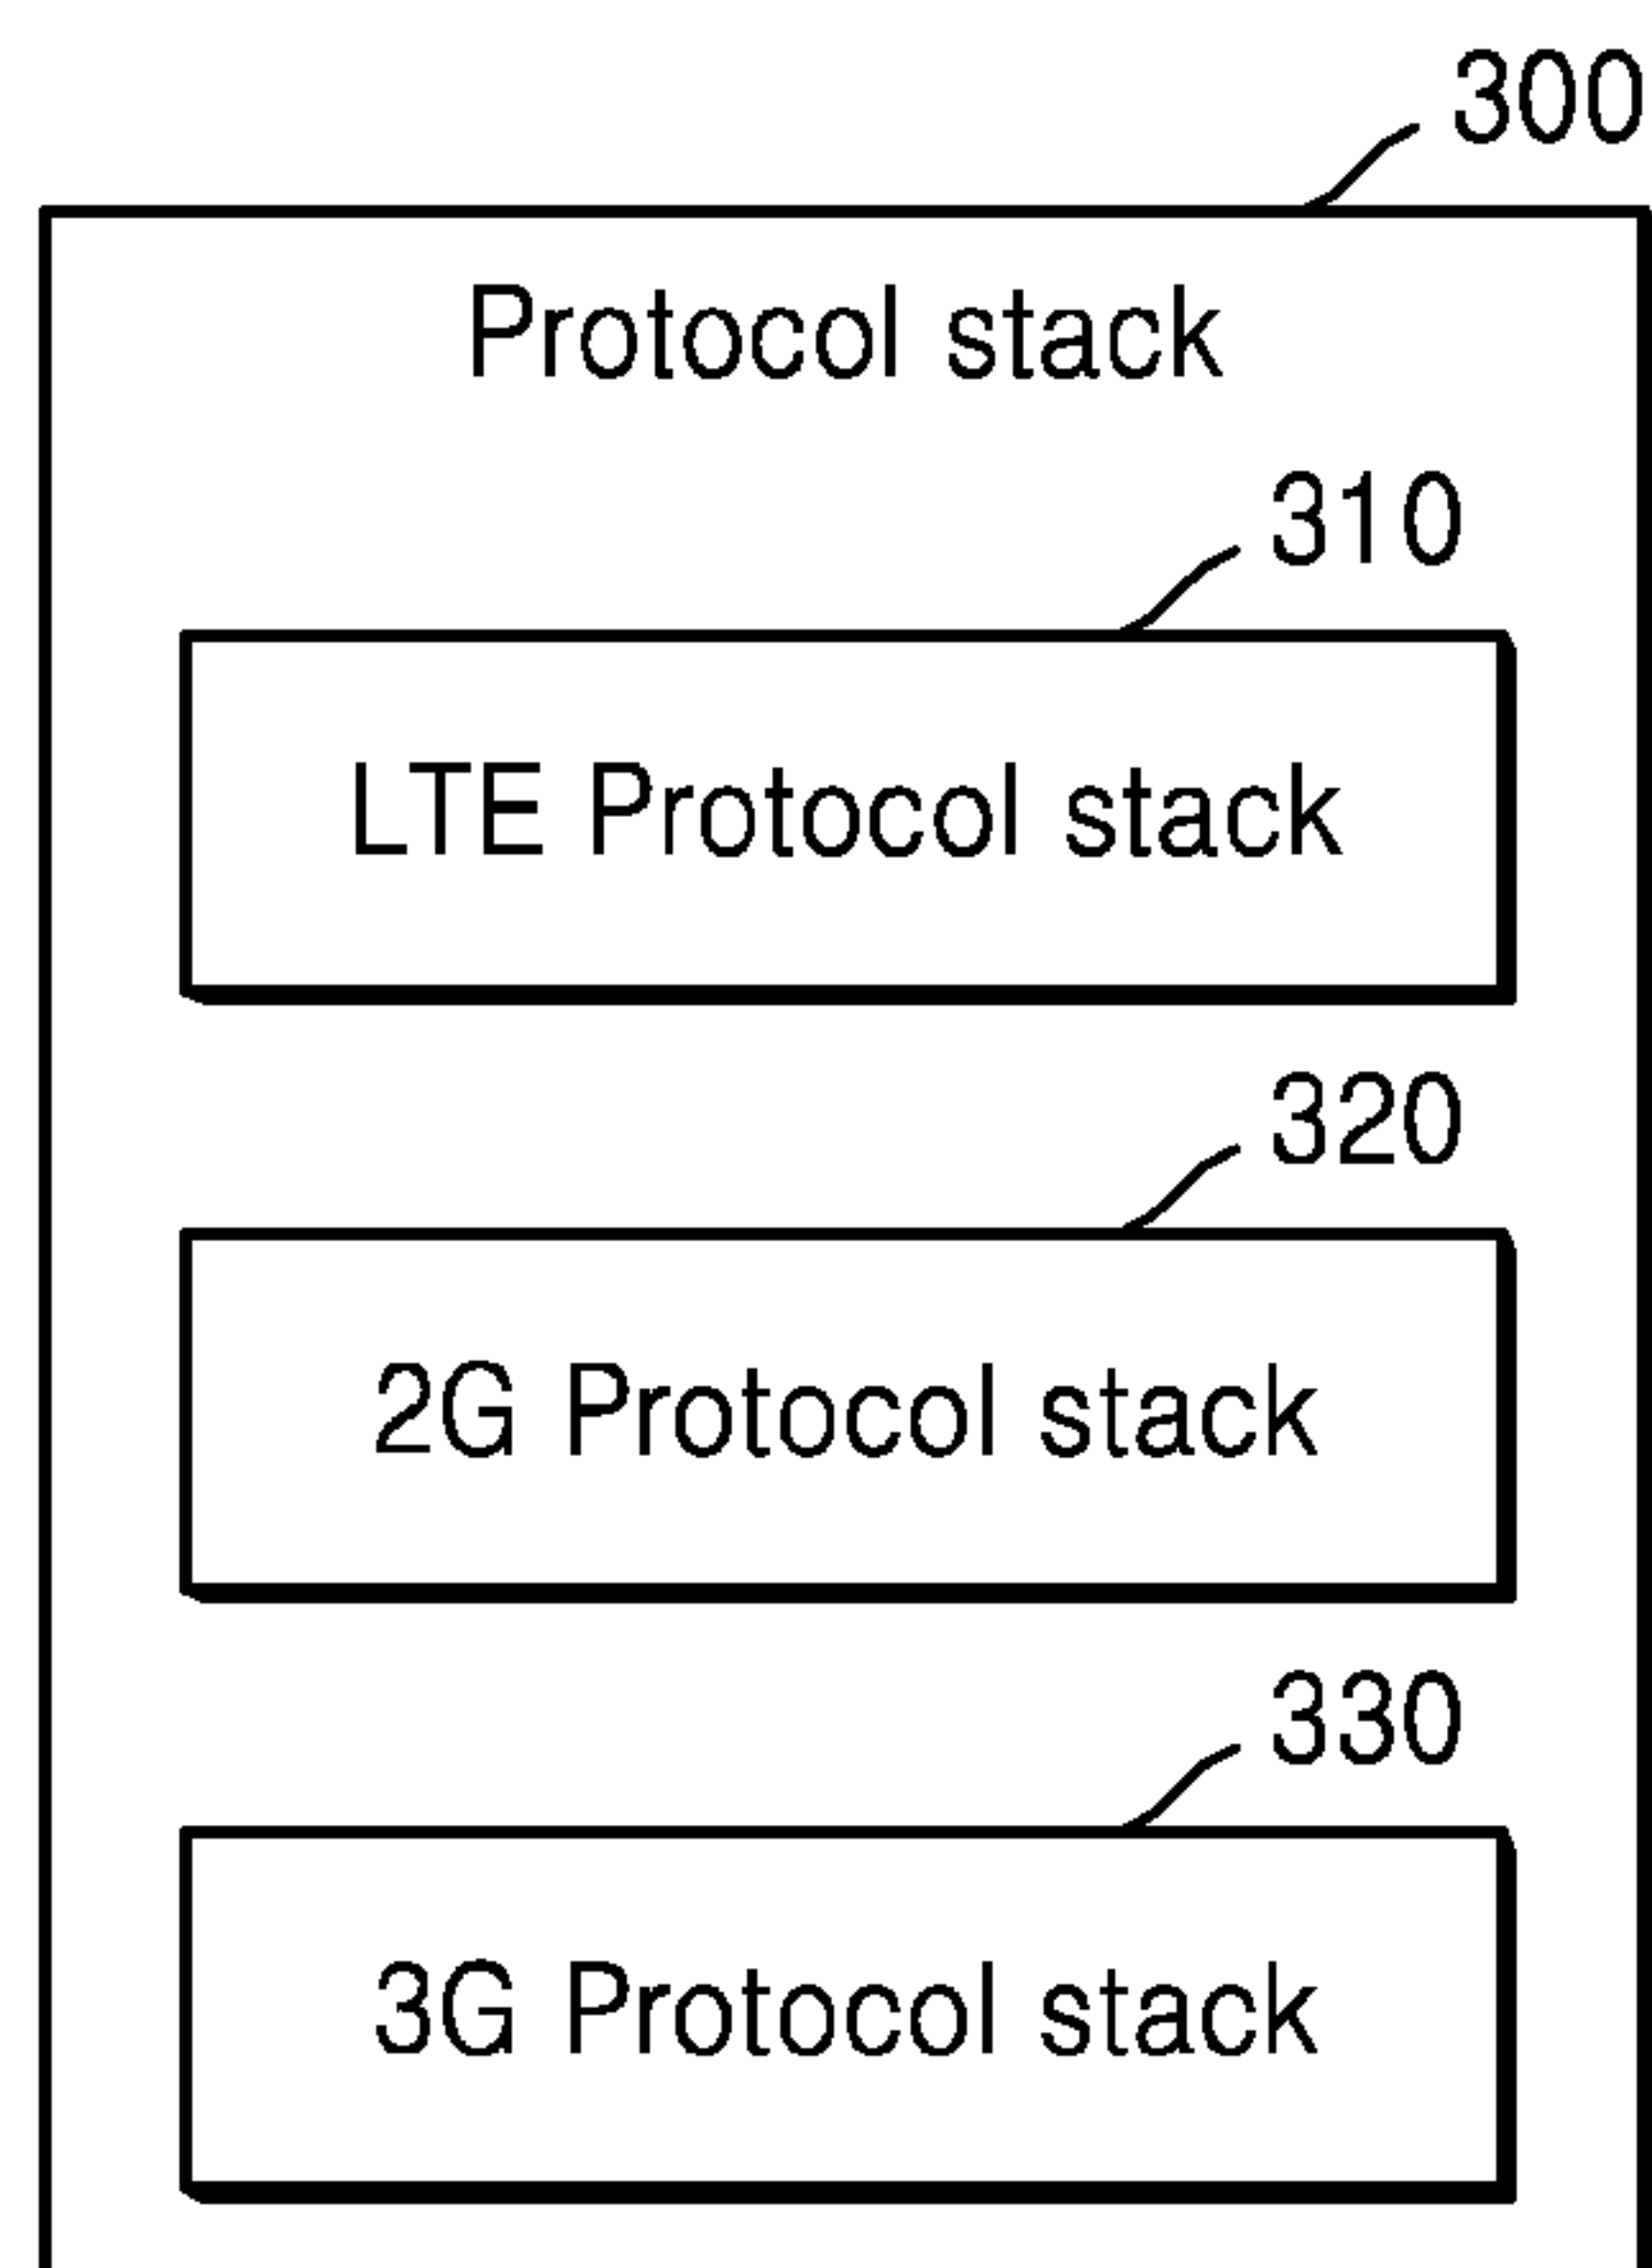 300
Protocol stack
310
LTE Protocol stack
320
2G Protocol stack
330
3G Protocol stack